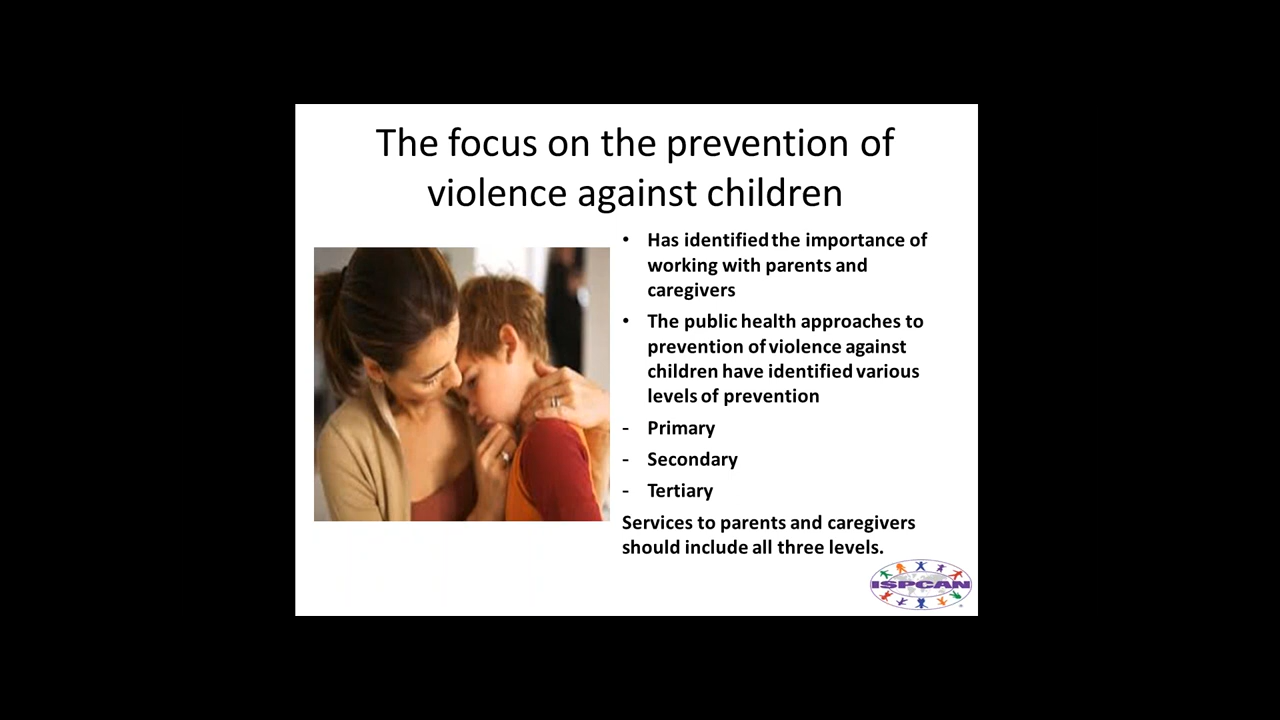 The focus on the prevention of
violence against children
• Has identified the importance of
working with parents and
caregivers
• The public health approaches to
prevention of violence against
children have identified various
levels of prevention
- Primary
- Secondary
- Tertiary
Services to parents and caregivers
should include all three levels.
ISPCAN